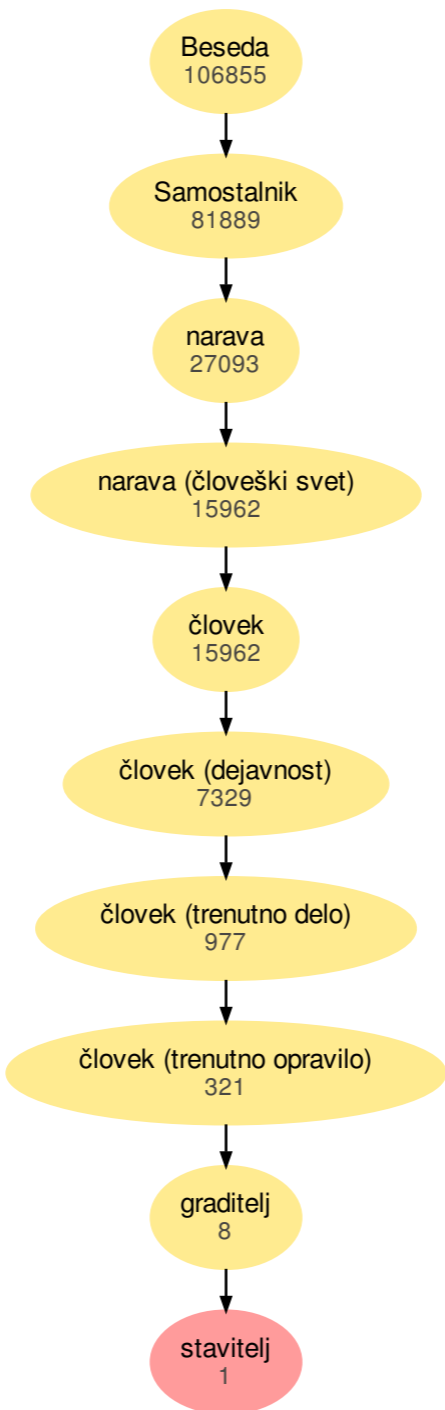 Beseda
106855
Samostalnik
81889
narava
27093
narava (človeški svet)
15962
človek
15962
človek (dejavnost)
7329
človek (trenutno delo)
977
človek (trenutno opravilo)
321
graditelj
8
stavitelj
1